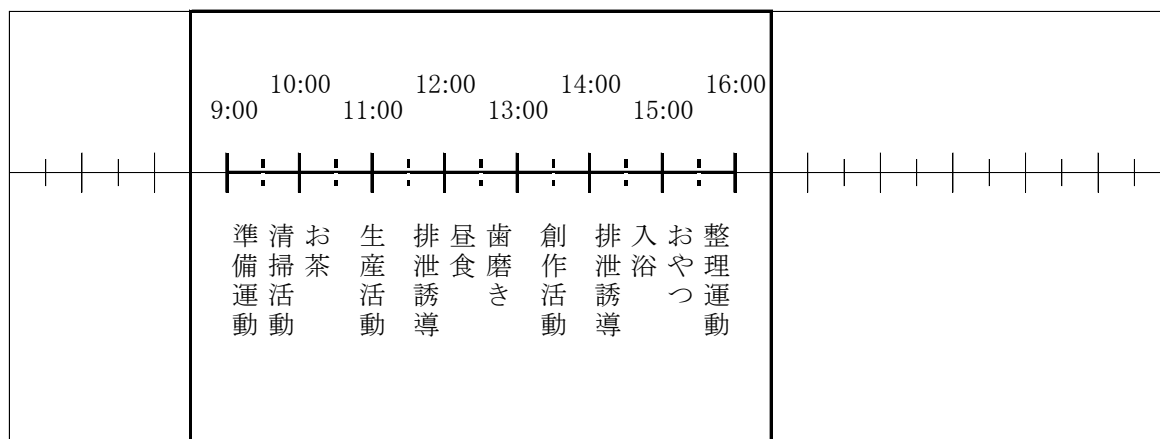 9:00
10:00
11:00
12:00
13:00
14:00
15:00
16:00
準備運動
清掃活動
お茶
生産活動
排泄誘導
昼食
歯磨き
創作活動
排泄誘導
入浴
おやつ
整理運動